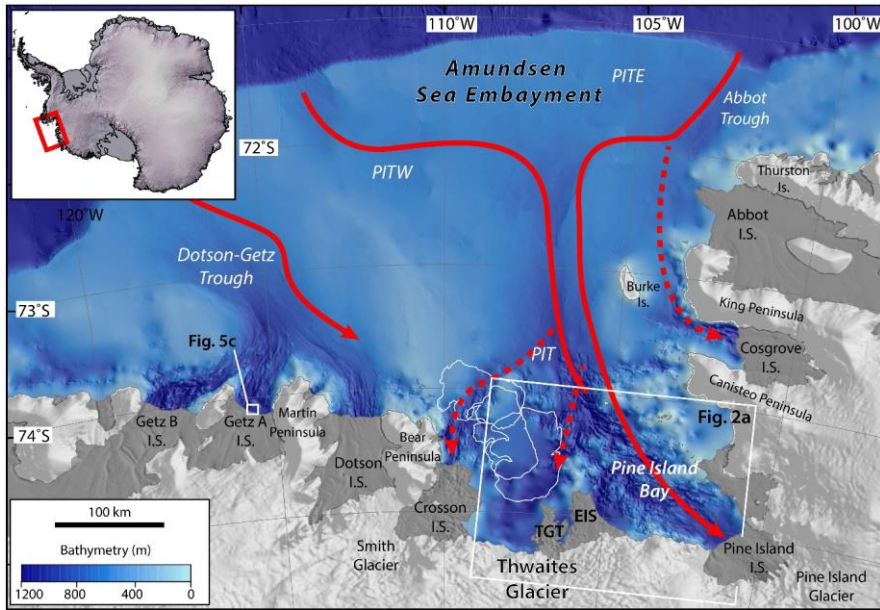 110°W
105°W
100°W
Amundsen
Sea Embayment
PITE
Abbot
Trough
72˚S
PITW
Thurston
Is.
120°W
Abbot
I.S.
Dotson-Getz
Trough
Burke
Is.
King Peninsula
73˚S
Fig. 5c
PIT
Cosgrove
I.S.
Canisteo Peninsula
Fig. 2a
74˚S
Getz B
I.S.
Getz A
I.S.
Martin
Peninsula
Bear
Peninsula
Dotson
I.S.
Pine Island
Bay
Crosson
I.S.
TGT
EIS
100 km
Smith
Glacier
Thwaites
Glacier
Pine Island
I.S.
Pine Island
Glacier
Bathymetry (m)
1200 800 400 0